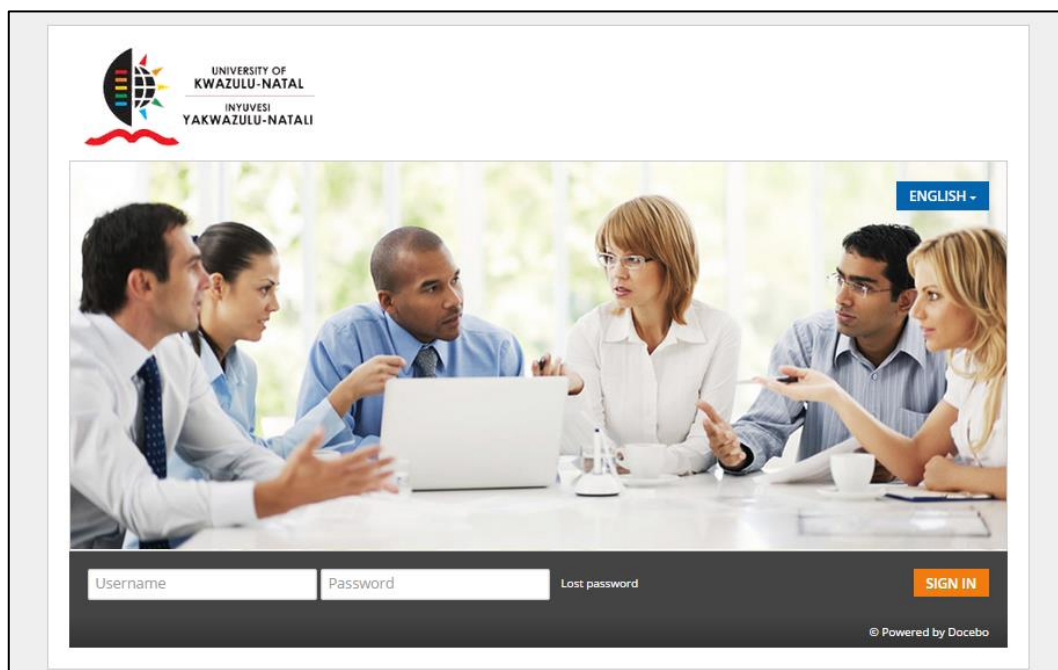 UNIVERSITY OF
KWAZULU-NATAL
INYUVESI
YAKWAZULU-NATALI
ENGLISH
Username
Password
Lost password
SIGN IN
© Powered by Docebo